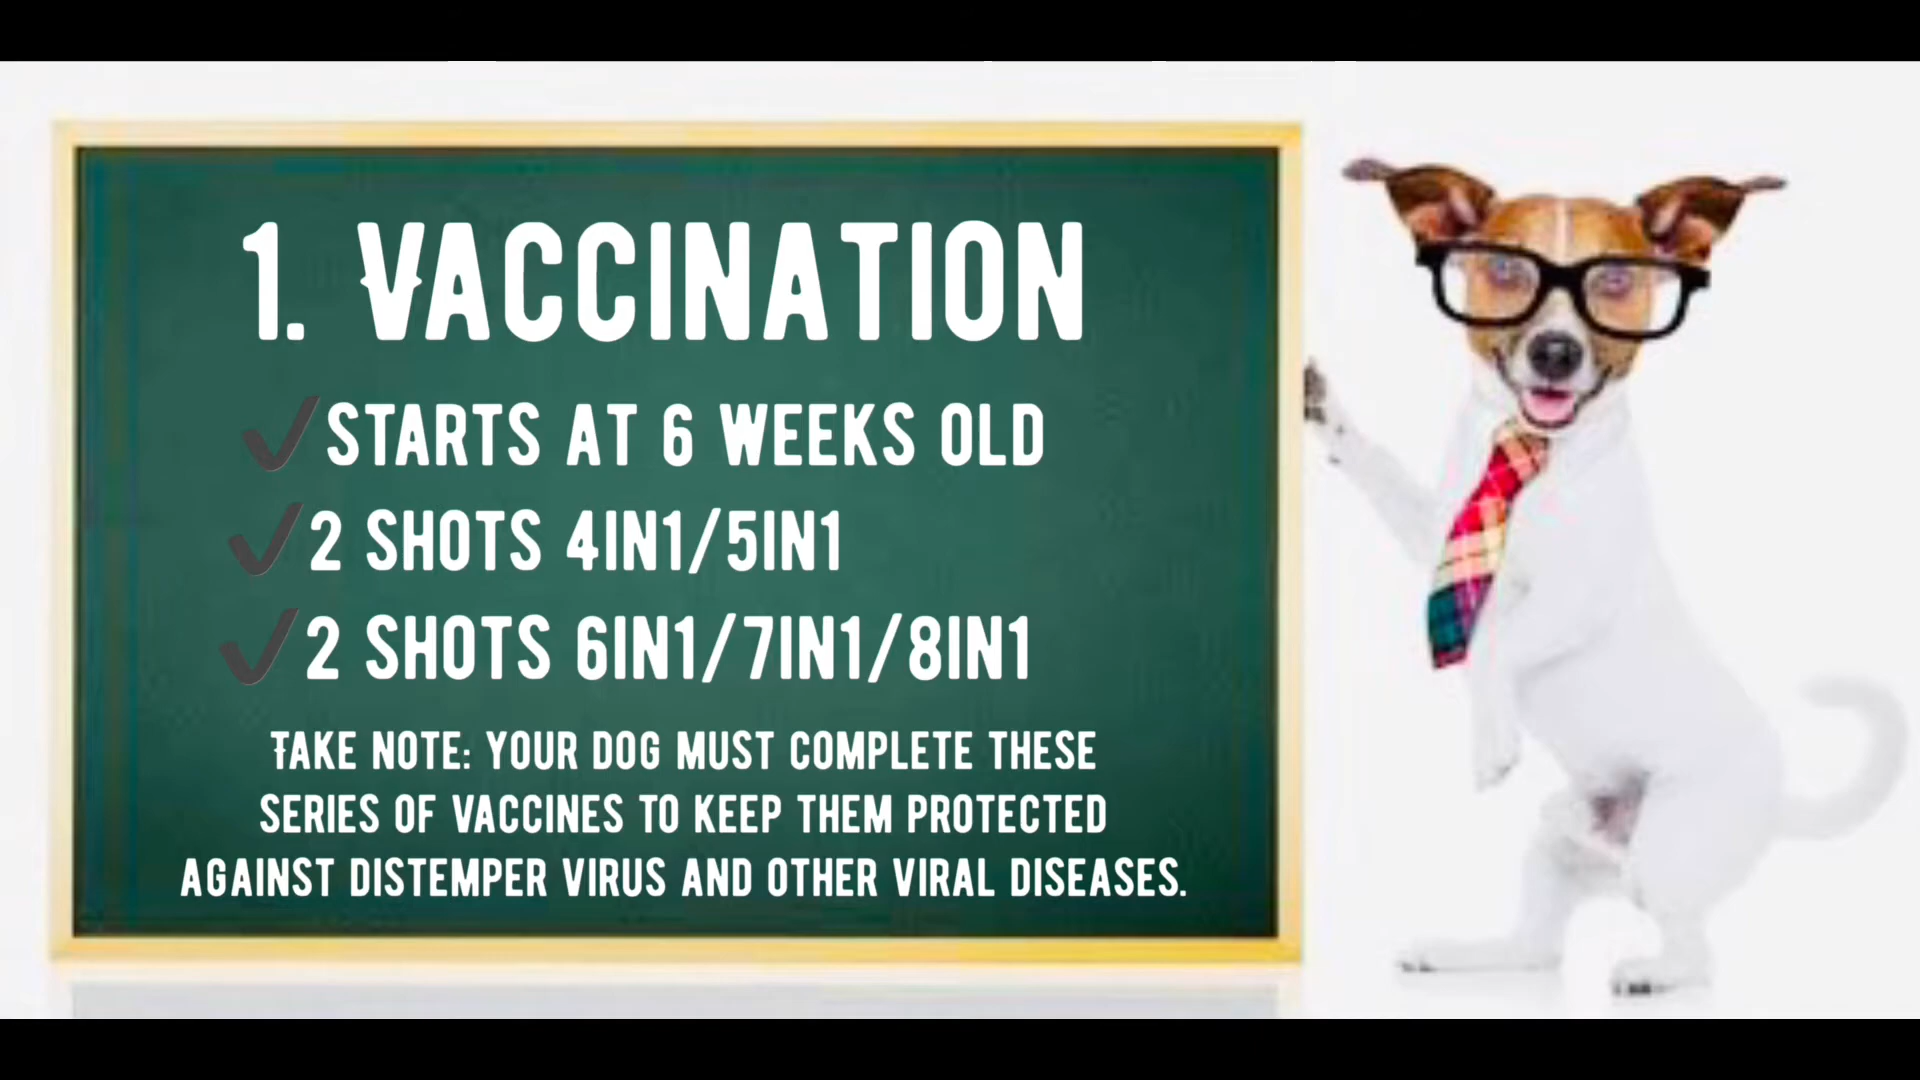 1. VACCINATION
✔STARTS AT 6 WEEKS OLD
✔2 SHOTS 4IN1/5IN1
✔2 SHOTS 6IN1/7IN1/8IN1
TAKE NOTE: YOUR DOG MUST COMPLETE THESE
SERIES OF VACCINES TO KEEP THEM PROTECTED
AGAINST DISTEMPER VIRUS AND OTHER VIRAL DISEASES.